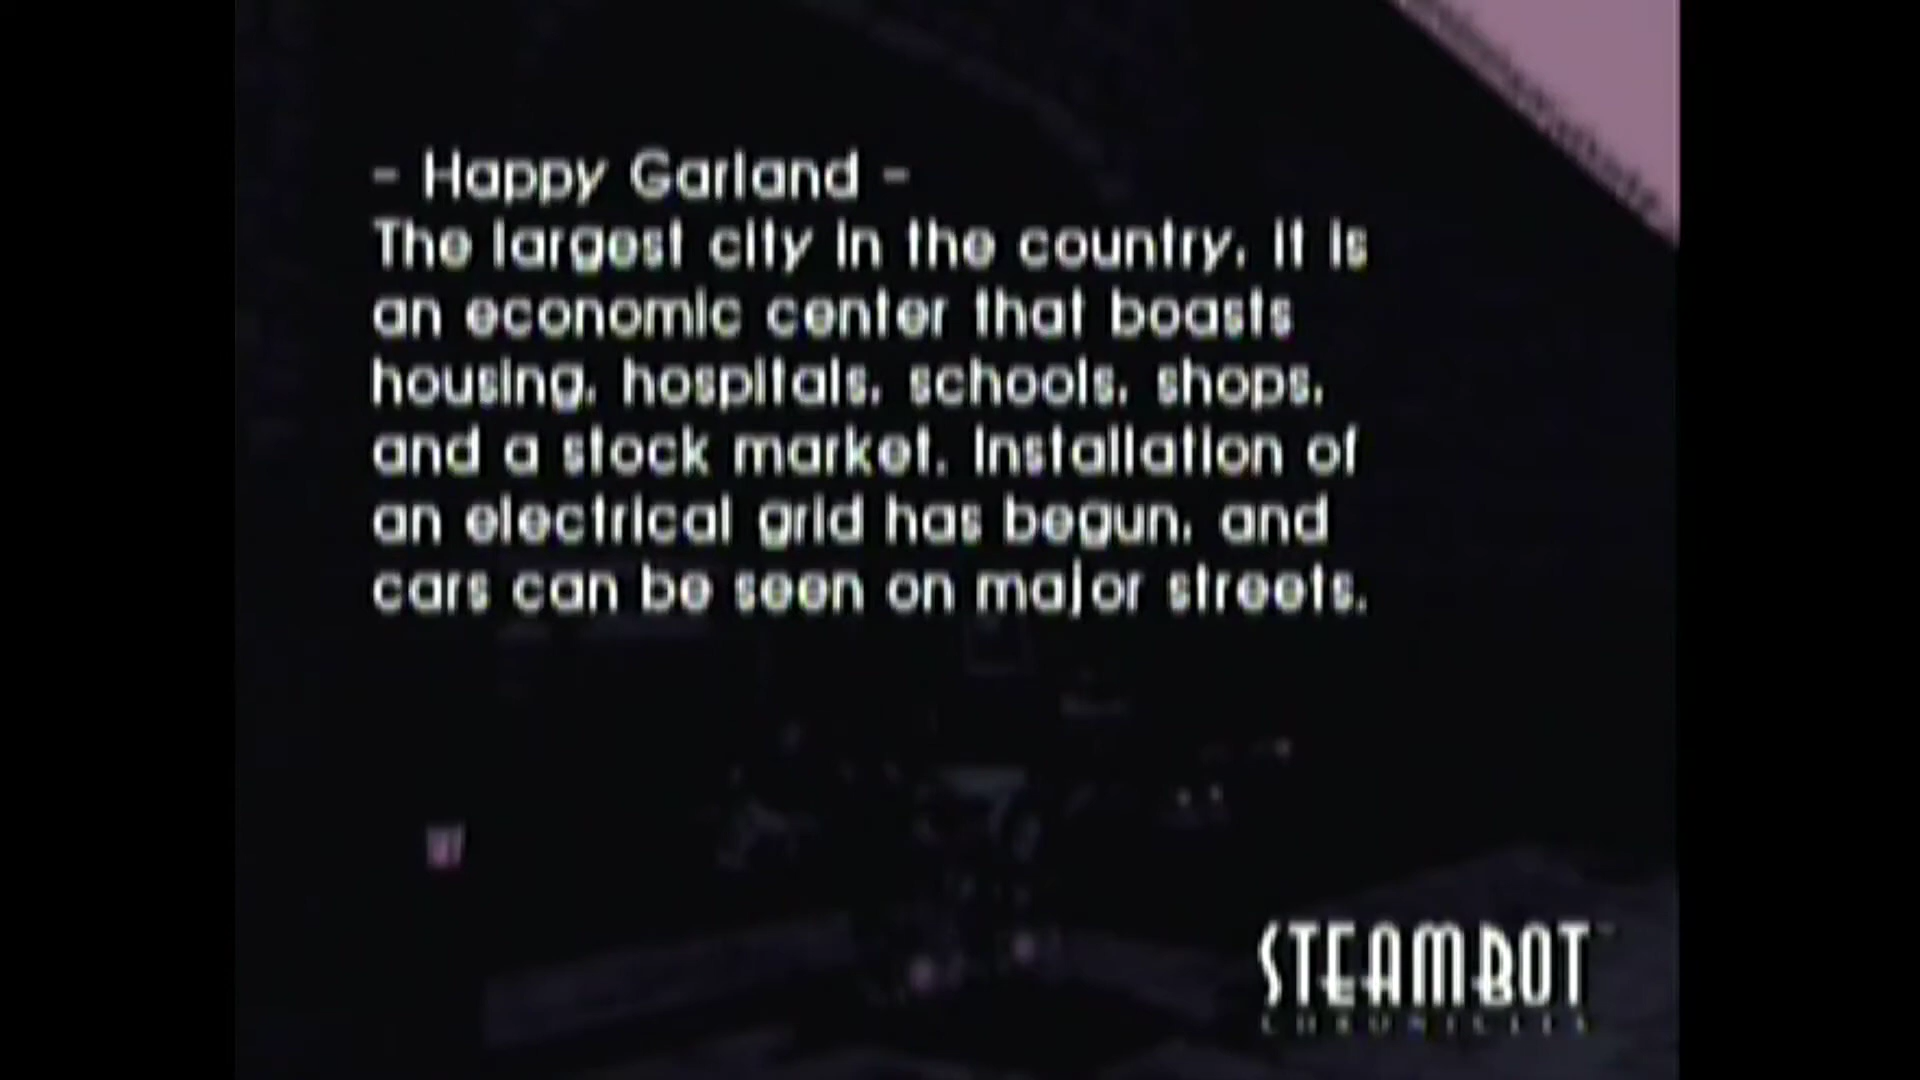 - Happy Garland -
The largest city in the country, it is
an economic center that boasts
housing, hospitals, schools, shops,
and a stock market. Installation of
an electrical grid has begun, and
cars can be seen on major streets.
STEAMBOT
CHRONICLES